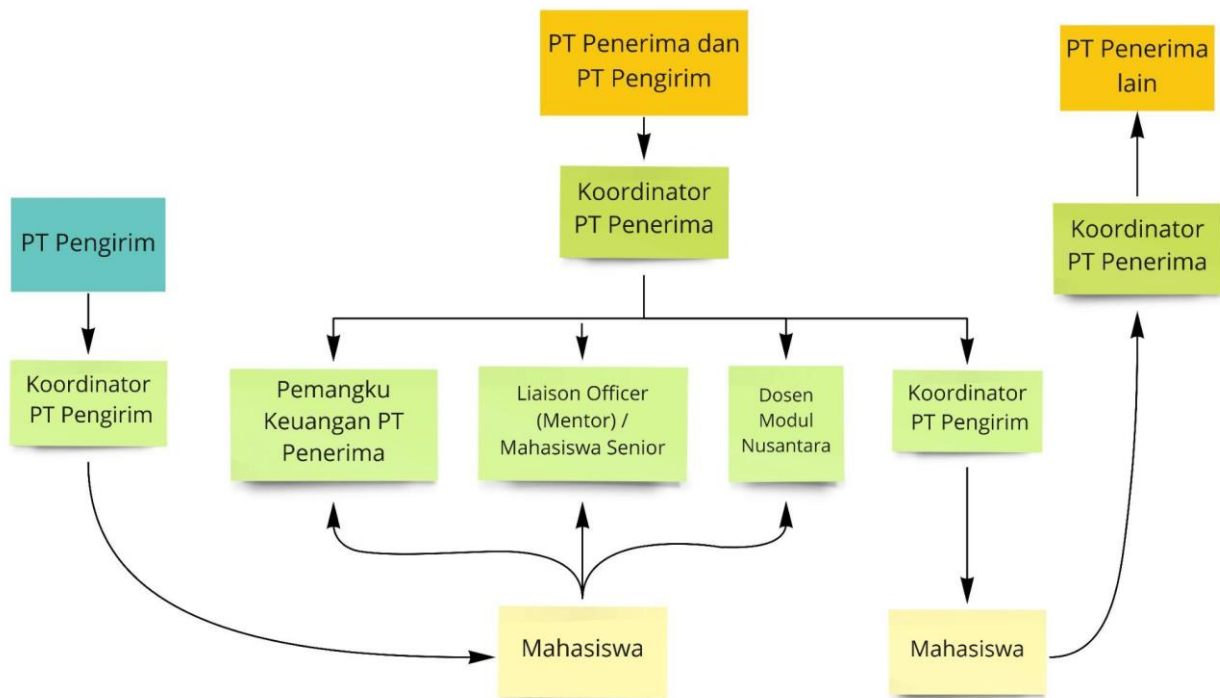 PT Penerima dan
PT Pengirim
PT Penerima
lain
Koordinator
PT Penerima
PT Pengirim
Koordinator
PT Penerima
Koordinator
PT Pengirim
Pemangku
Keuangan PT
Penerima
Liaison Officer
(Mentor) /
Mahasiswa Senior
Dosen
Modul
Nusantara
Koordinator
PT Pengirim
Mahasiswa
Mahasiswa